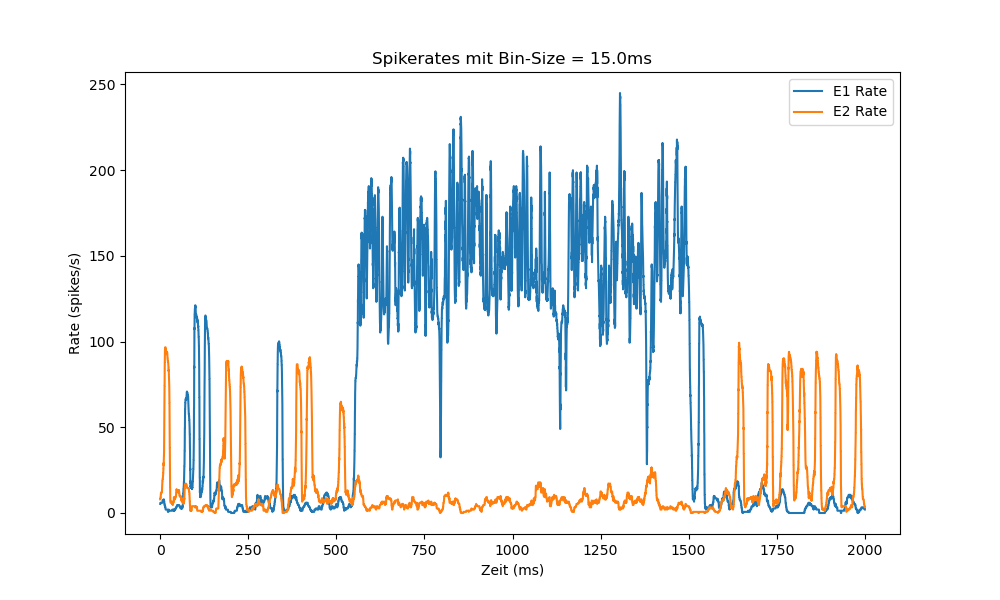 Spikerates mit Bin-Size = 15.0ms
E1 Rate
E2 Rate
250
200
150
100
50
0
Rate (spikes/s)
0 250 500 750 1000 1250 1500 1750 2000
Zeit (ms)